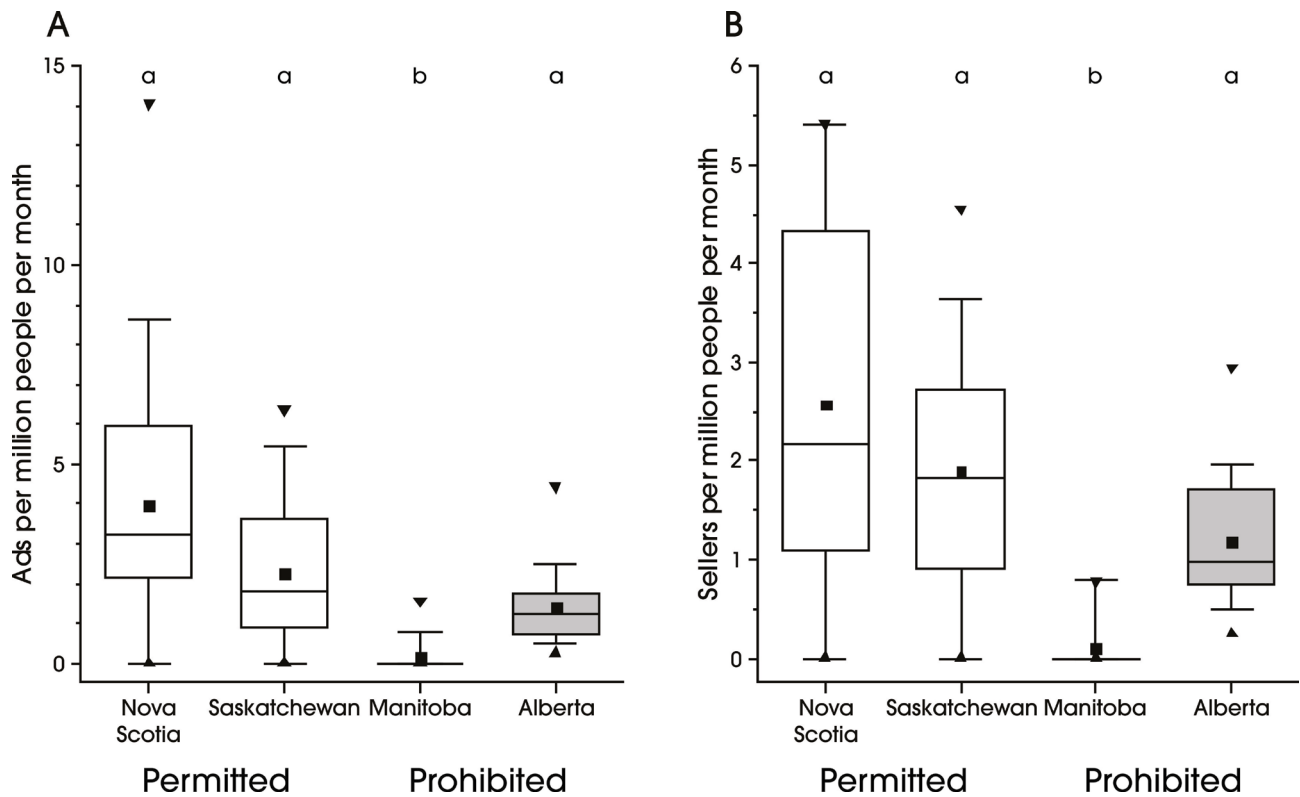 A
Ads per million people per month
15
10
5
0
a a b a
Nova Scotia
Saskatchewan
Manitoba
Alberta
Permitted
Prohibited
B
Sellers per million people per month
6
5
4
3
2
1
0
a a b a
Nova Scotia
Saskatchewan
Manitoba
Alberta
Permitted
Prohibited